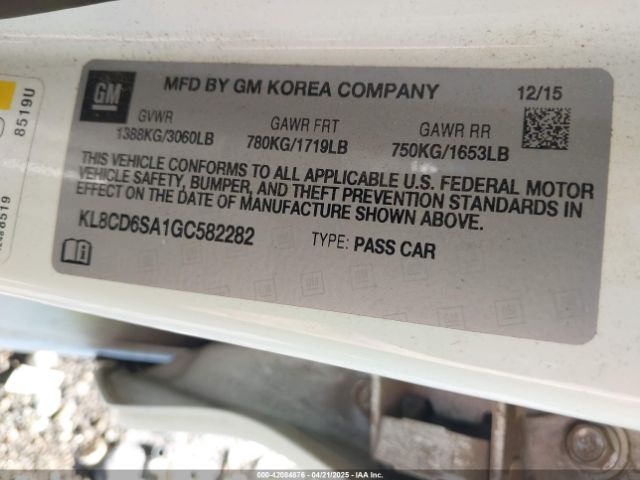 GM
MFD BY GM KOREA COMPANY
12/15
GVWR
GAWR FRT
GAWR RR
1388KG/3060LB
780KG/1719LB
750KG/1653LB
THIS VEHICLE CONFORMS TO ALL APPLICABLE U.S. FEDERAL MOTOR
VEHICLE SAFETY, BUMPER, AND THEFT PREVENTION STANDARDS IN
EFFECT ON THE DATE OF MANUFACTURE SHOWN ABOVE.
KL8CD6SA1GC582282
TYPE: PASS CAR
8519U
000-42084676 - 04/21/2025 - IAA Inc.